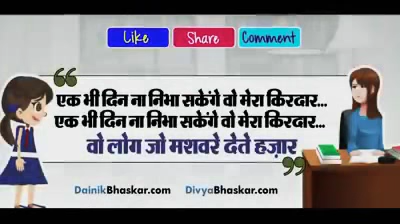 Like Share Comment
“एक भी दिन ना निभा सकेंगे वो मेरा किरदार...
एक भी दिन ना निभा सकेंगे वो मेरा किरदार...
वो लोग जो मशवरे देते हज़ार”
DainikBhaskar.com DivyaBhaskar.com